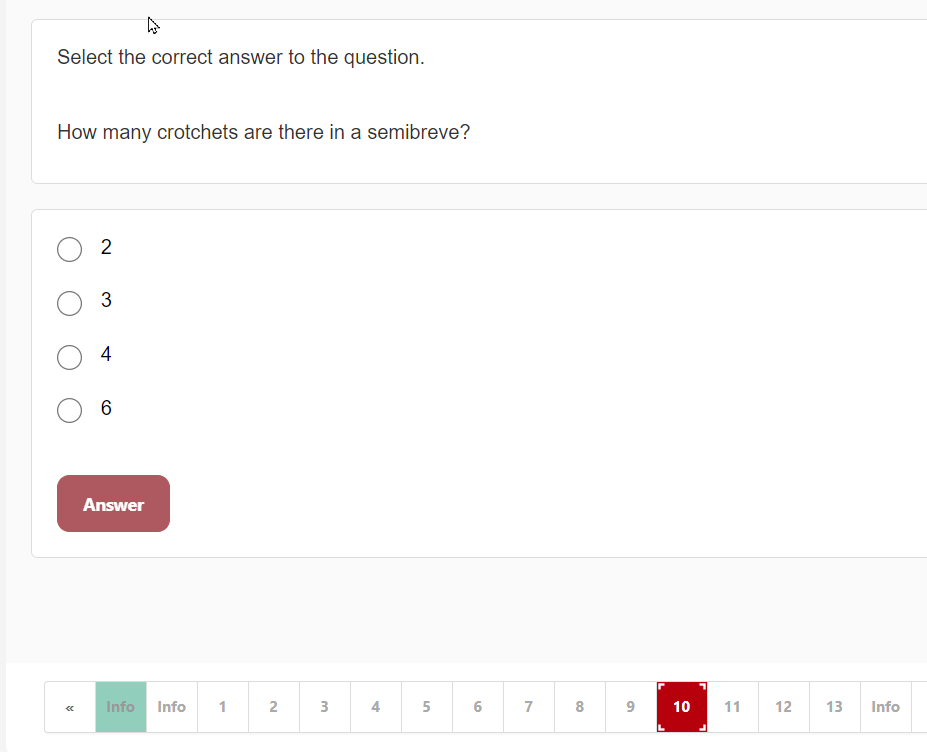 Select the correct answer to the question.
How many crotchets are there in a semibreve?
2
3
4
6
Answer
« Info Info 1 2 3 4 5 6 7 8 9 10 11 12 13 Info